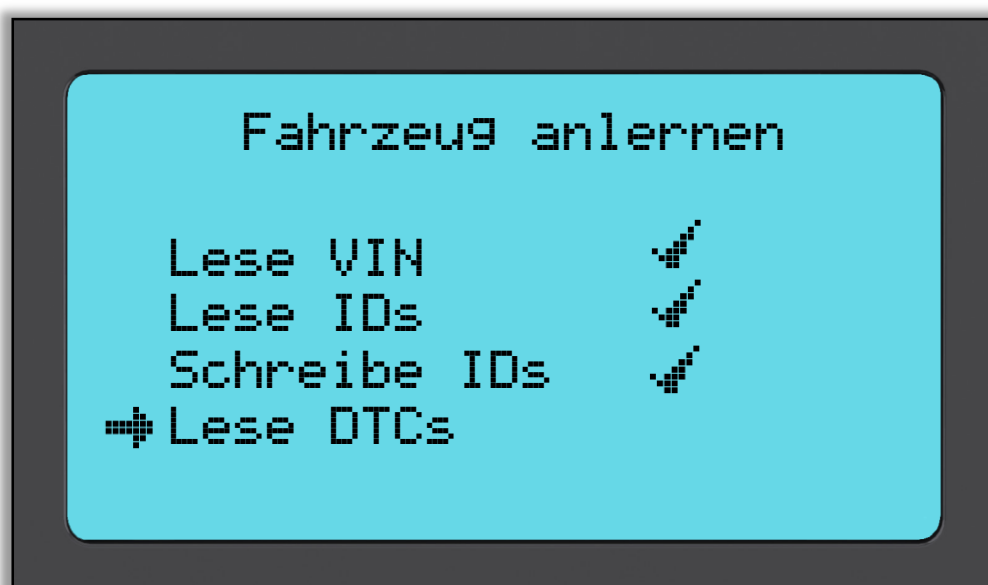 Fahrzeug anlernen
Lese VIN ✓
Lese IDs ✓
Schreibe IDs ✓
➡Lese DTCs